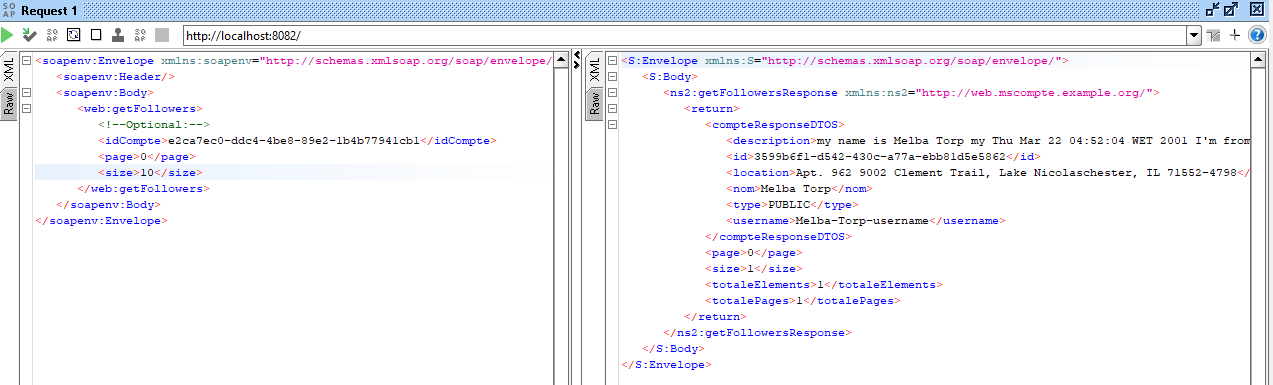 SO
AP
Request 1
SO
AP
SO
AP
http://localhost:8082/
XML
Raw
<soapenv:Envelope xmlns:soapenv="http://schemas.xmlsoap.org/soap/envelope/
<soapenv:Header/>
<soapenv:Body>
<web:getFollowers>
<!--Optional:-->
<idCompte>e2ca7ec0-ddc4-4be8-89e2-1b4b77941cb1</idCompte>
<page>0</page>
<size>10</size>
</web:getFollowers>
</soapenv:Body>
</soapenv:Envelope>
XML
Raw
<S:Envelope xmlns:S="http://schemas.xmlsoap.org/soap/envelope/">
<S:Body>
<ns2:getFollowersResponse xmlns:ns2="http://web.mscompte.example.org/">
<return>
<compteResponseDTOS>
<description>my name is Melba Torp my Thu Mar 22 04:52:04 WET 2001 I'm from
<id>3599b6f1-d542-430c-a77a-ebb81d5e5862</id>
<location>Apt. 962 9002 Clement Trail, Lake Nicolaschester, IL 71552-4798</
<nom>Melba Torp</nom>
<type>PUBLIC</type>
<username>Melba-Torp-username</username>
</compteResponseDTOS>
<page>0</page>
<size>1</size>
<totaleElements>1</totaleElements>
<totalePages>1</totalePages>
</return>
</ns2:getFollowersResponse>
</S:Body>
</S:Envelope>